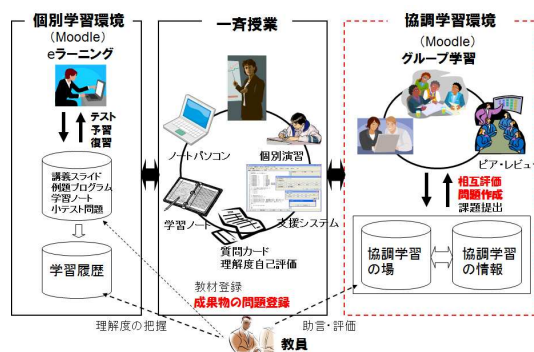 個別学習環境
(Moodle)
eラーニング
テスト
予習
復習
講義スライド
例題プログラム
学習ノート
小テスト問題
学習履歴
一斉授業
ノートパソコン
個別演習
学習ノート
支援システム
質問カード
理解度自己評価
協調学習環境
(Moodle)
グループ学習
ピア・レビュー
相互評価
問題作成
課題提出
協調学習
の場
協調学習
の情報
教材登録
成果物の問題登録
理解度の把握
助言・評価
教員